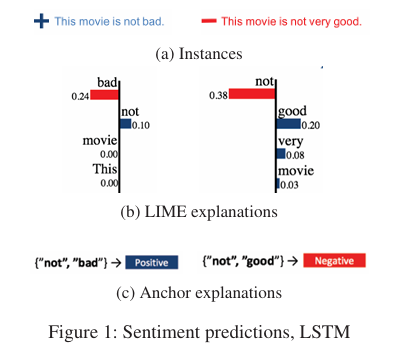 + This movie is not bad. — This movie is not very good.
(a) Instances
bad
0.24
not
0.10
movie
0.00
This
0.00
not
0.38
good
0.20
very
0.08
movie
0.03
(b) LIME explanations
{"not", "bad"} → Positive
{"not", "good"} → Negative
(c) Anchor explanations
Figure 1: Sentiment predictions, LSTM